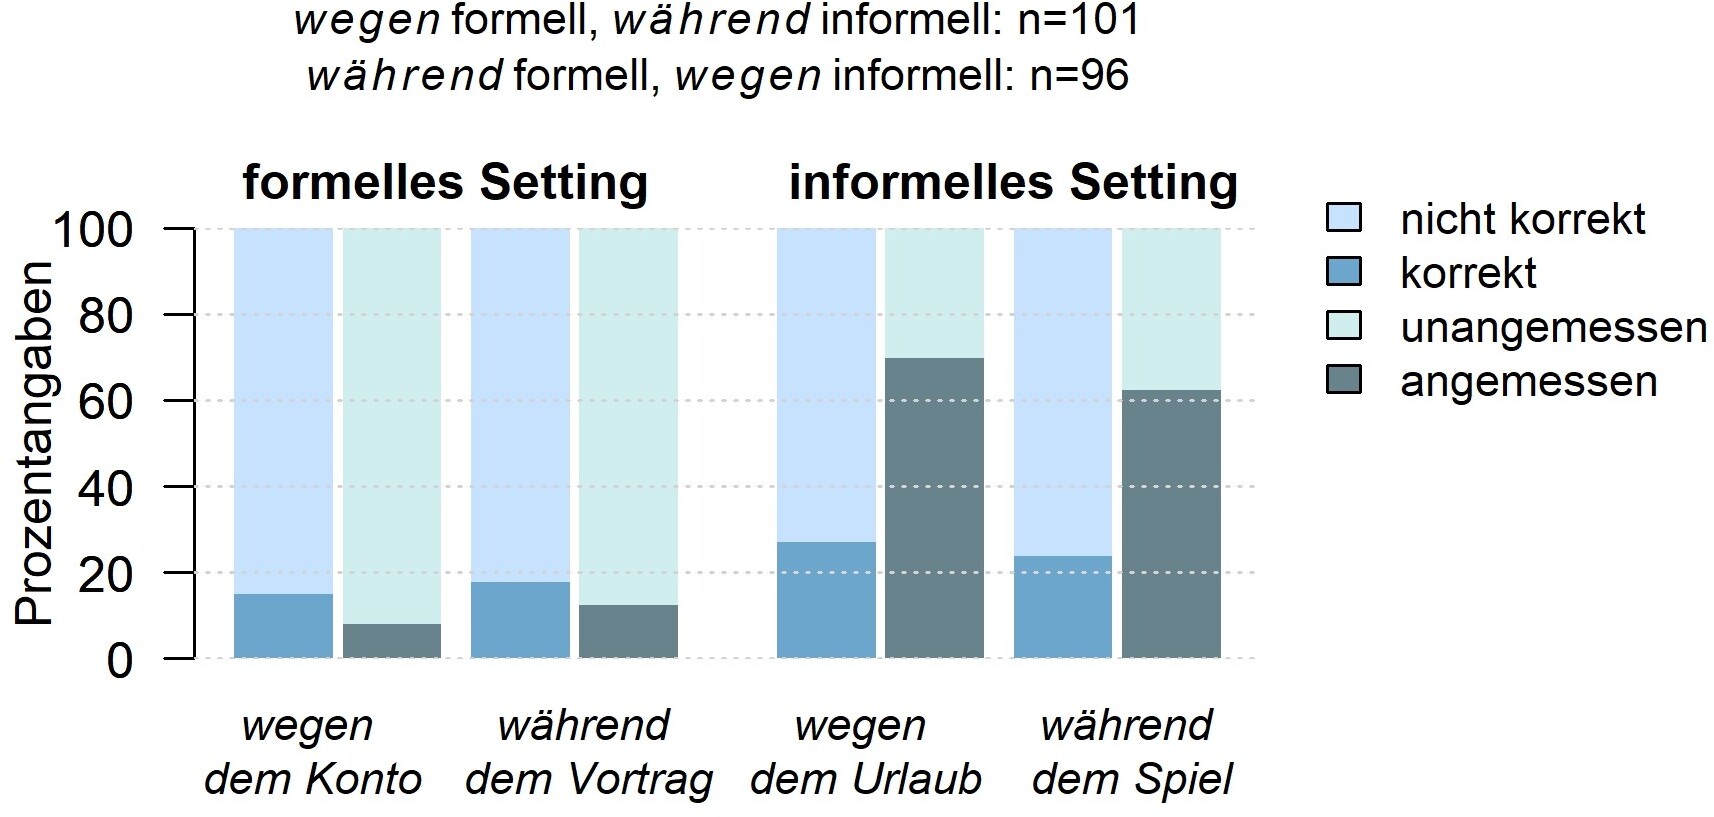 wegen formell, während informell: n=101
während formell, wegen informell: n=96
formelles Setting
informelles Setting
Prozentangaben
100
80
60
40
20
0
nicht korrekt
korrekt
unangemessen
angemessen
wegen
dem Konto
während
dem Vortrag
wegen
dem Urlaub
während
dem Spiel